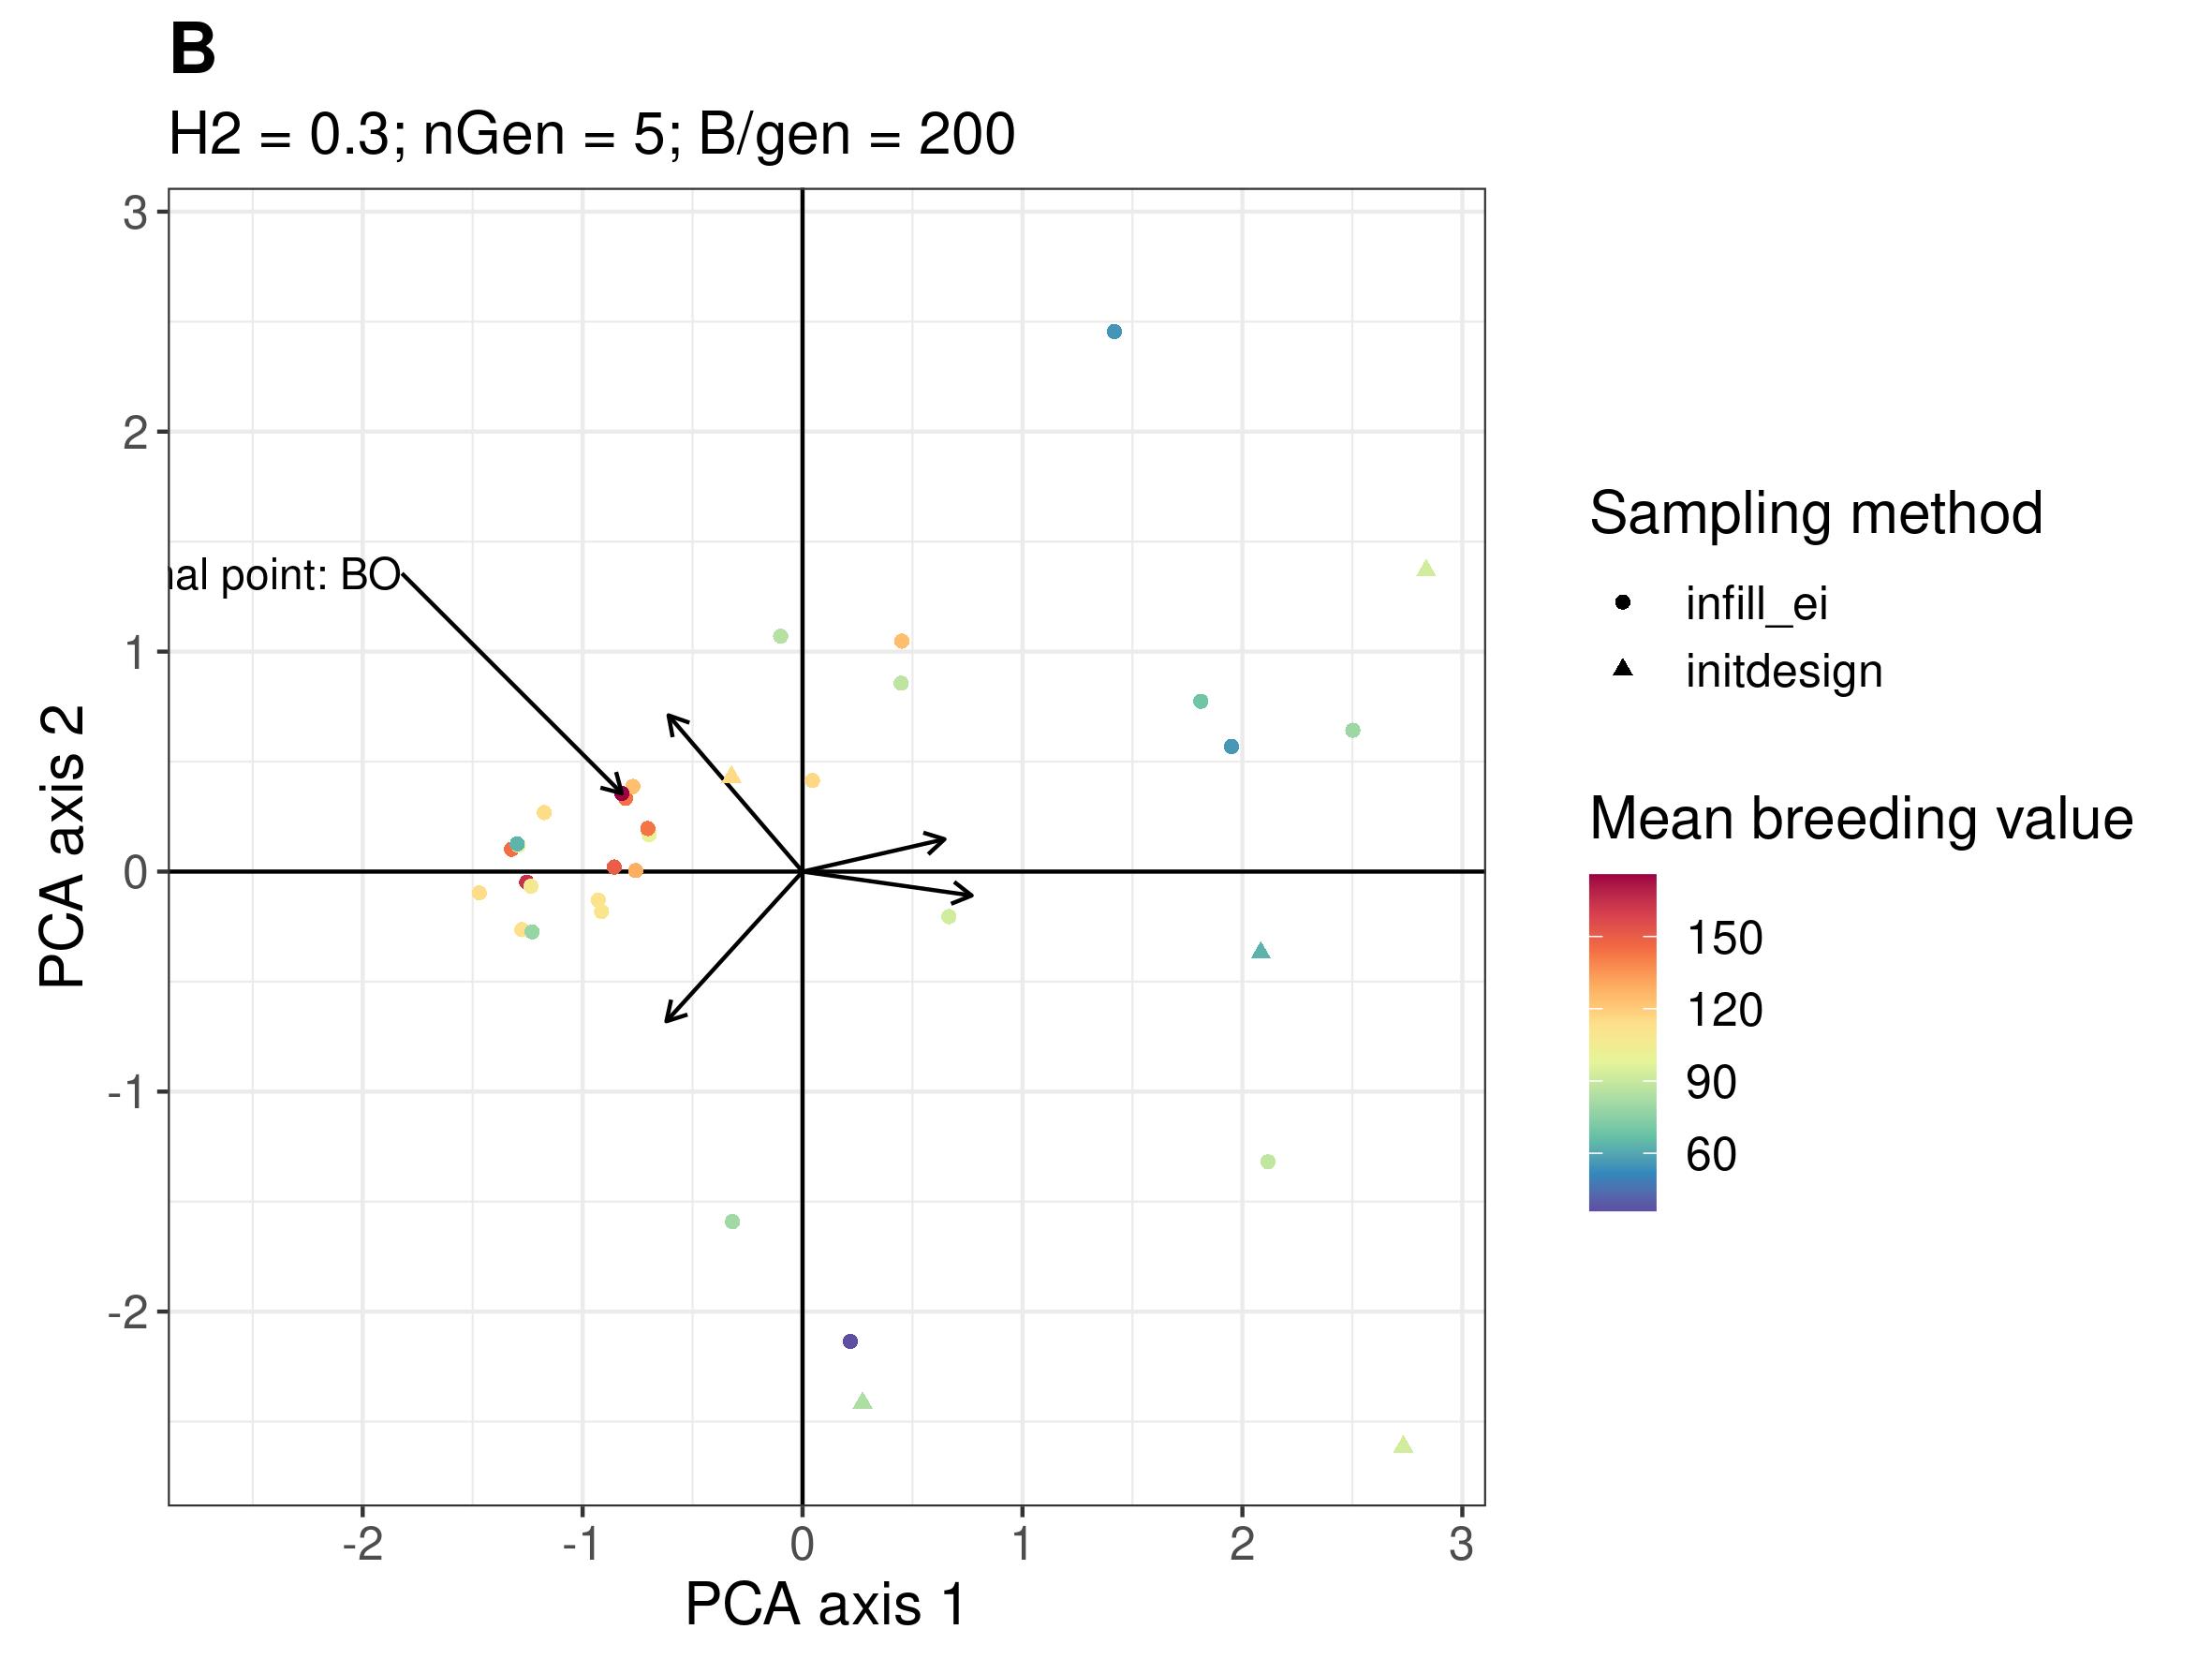 B
H2 = 0.3; nGen = 5; B/gen = 200
3
2
1
0
-1
-2
PCA axis 2
point: BO
-2
-1
0
1
2
3
PCA axis 1
Sampling method
infill_ei
initdesign
Mean breeding value
150
120
90
60